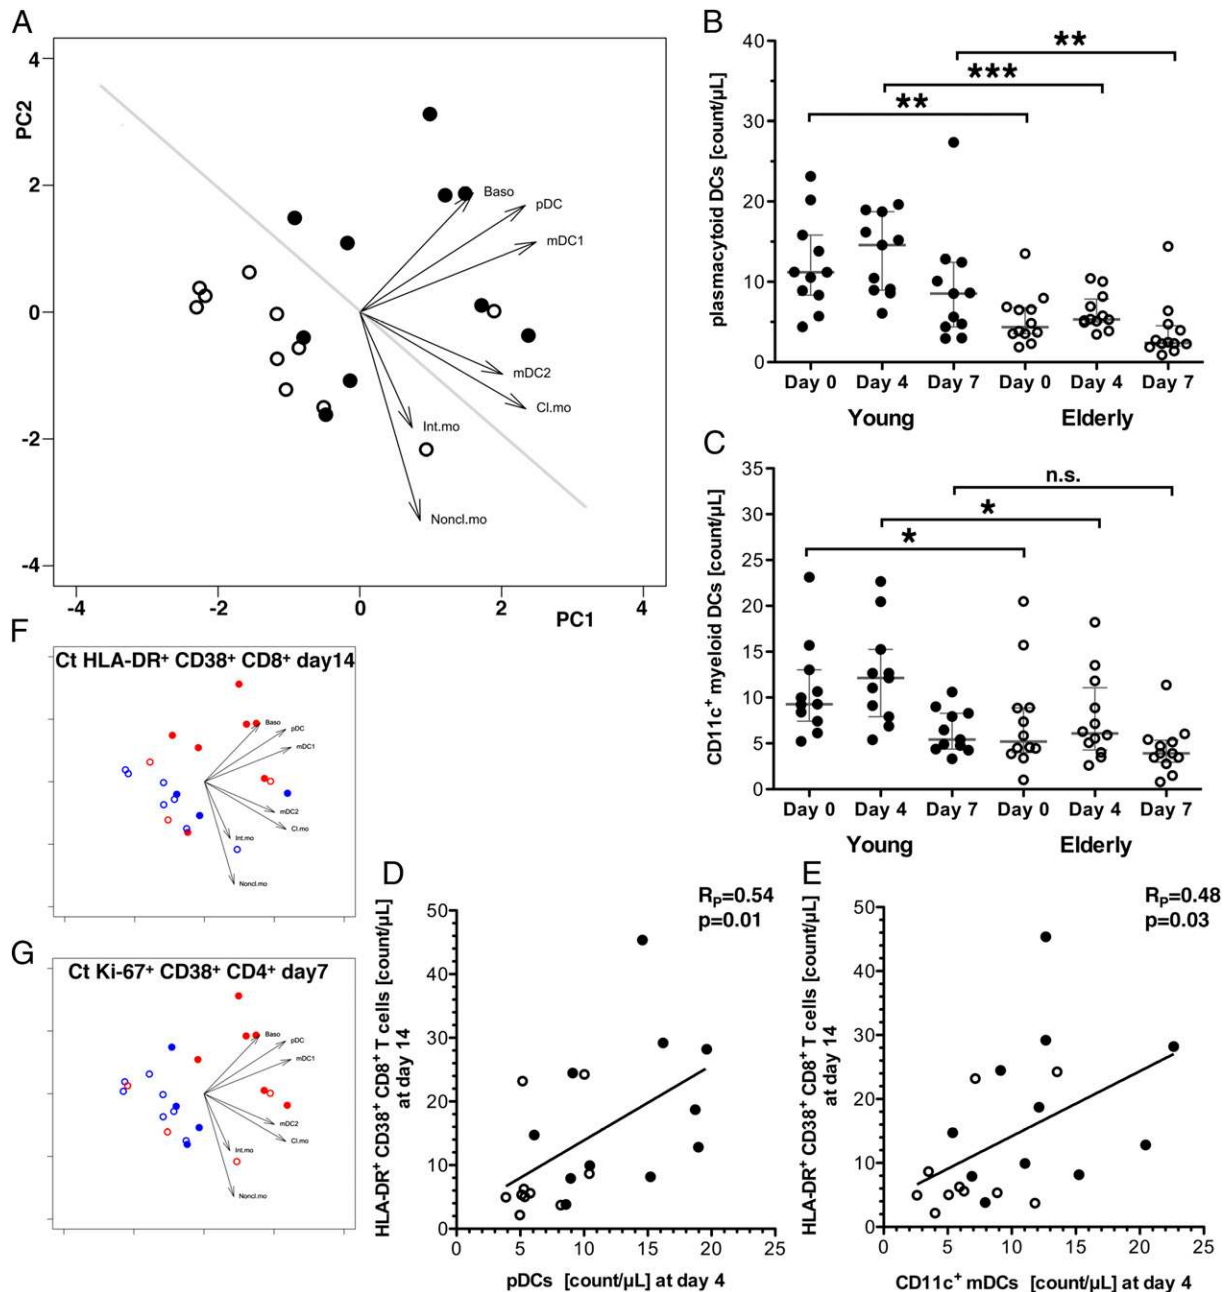 A
PC2
4
2
0
-2
-4
-4
-2
0
2
4
PC1
Baso
pDC
mDC1
mDC2
Cl.mo
Int.mo
Noncl.mo
B
plasmacytoid DCs [count/μL]
40
30
20
10
0
**
***
**
Day 0 Day 4 Day 7 Day 0 Day 4 Day 7
Young Elderly
C
CD11c⁺ myeloid DCs [count/μL]
35
30
25
20
15
10
5
0
n.s.
*
*
Day 0 Day 4 Day 7 Day 0 Day 4 Day 7
Young Elderly
F
Ct HLA-DR⁺ CD38⁺ CD8⁺ day14
Baso
pDC
mDC1
mDC2
Cl.mo
Int.mo
Noncl.mo
G
Ct Ki-67⁺ CD38⁺ CD4⁺ day7
Baso
pDC
mDC1
mDC2
Cl.mo
Int.mo
Noncl.mo
D
HLA-DR⁺ CD38⁺ CD8⁺ T cells [count/μL]
at day 14
Rₚ=0.54
p=0.01
50
40
30
20
10
0
0 5 10 15 20 25
pDCs [count/μL] at day 4
E
HLA-DR⁺ CD38⁺ CD8⁺ T cells [count/μL]
at day 14
Rₚ=0.48
p=0.03
50
40
30
20
10
0
0 5 10 15 20 25
CD11c⁺ mDCs [count/μL] at day 4